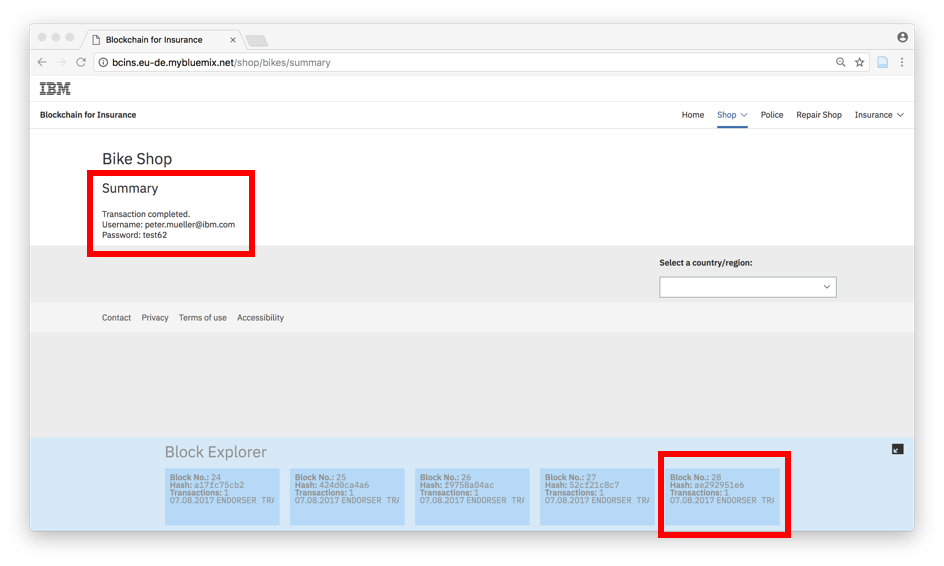 Blockchain for Insurance
bcins.eu-de.mybluemix.net/shop/bikes/summary
IBM
Blockchain for Insurance
Home
Shop
Police
Repair Shop
Insurance
Bike Shop
Summary
Transaction completed.
Username: peter.mueller@ibm.com
Password: test62
Select a country/region:
Contact
Privacy
Terms of use
Accessibility
Block Explorer
Block No.: 24
Hash: a17fc75cb2
Transactions: 1
07.08.2017 ENDORSER TRA
Block No.: 25
Hash: 424d0ca4a6
Transactions: 1
07.08.2017 ENDORSER TRA
Block No.: 26
Hash: f9758a04ac
Transactions: 1
07.08.2017 ENDORSER TRA
Block No.: 27
Hash: 52cf21c8c7
Transactions: 1
07.08.2017 ENDORSER TRA
Block No.: 28
Hash: ae292951e6
Transactions: 1
07.08.2017 ENDORSER TRA